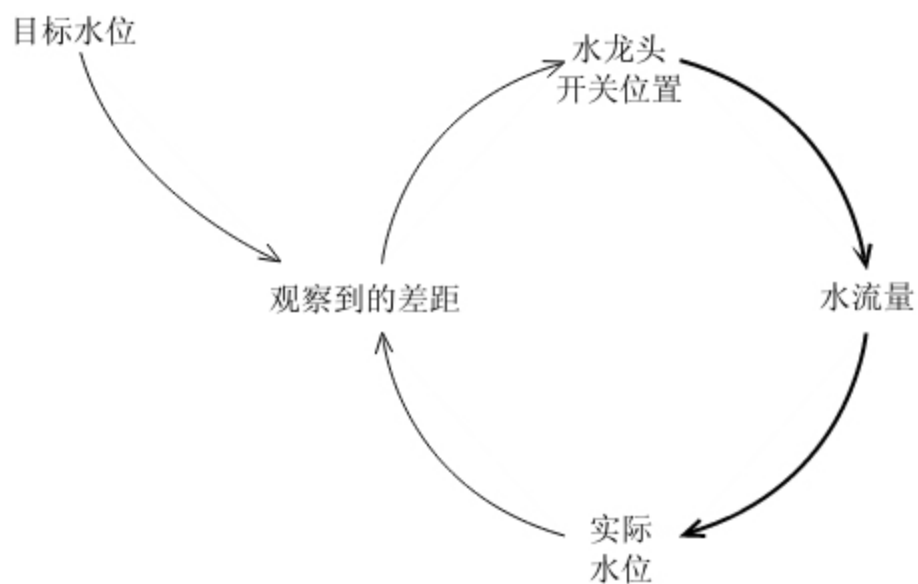 目标水位
水龙头
开关位置
观察到的差距
水流量
实际
水位